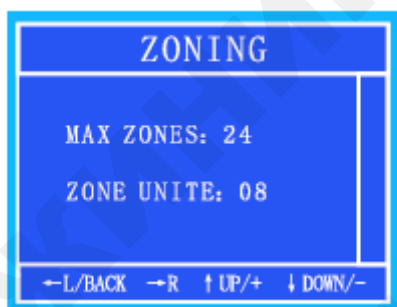 ZONING
MAX ZONES: 24
ZONE UNITE: 08
←L/BACK →R ↑UP/+ ↓DOWN/-